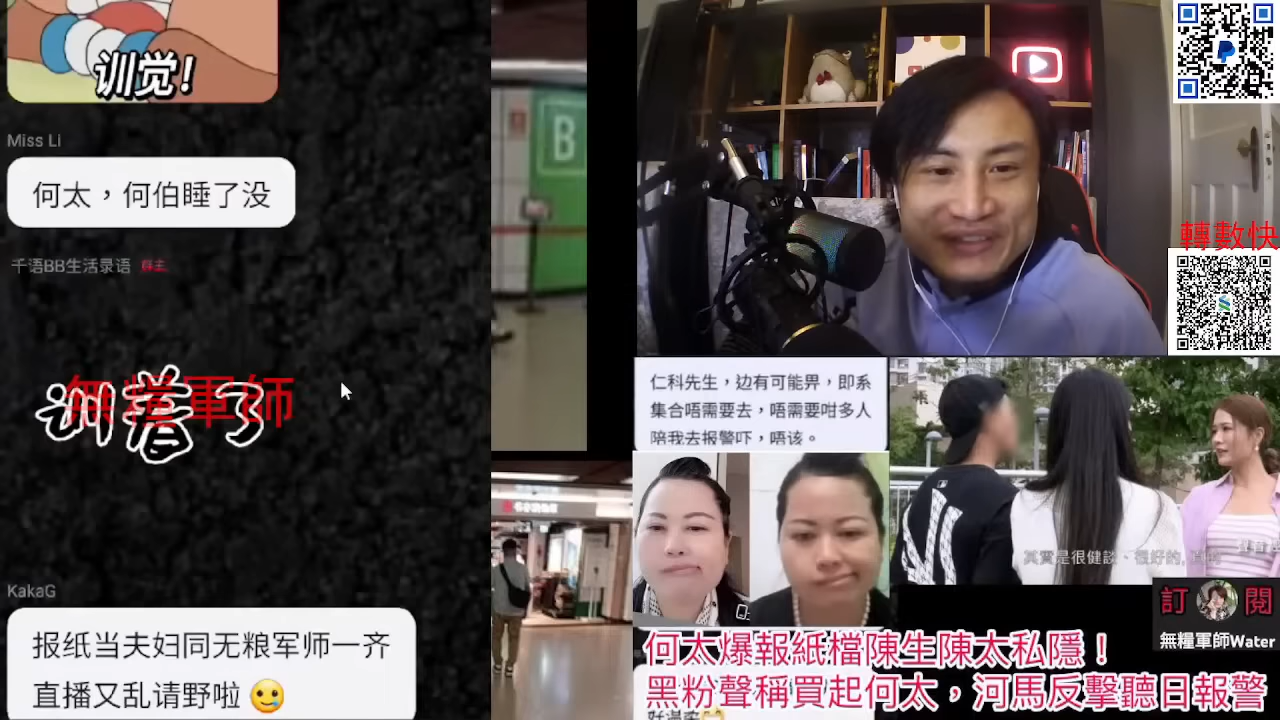 训觉!
Miss Li
何太，何伯睡了没
千语BB生活录语 群主
训着了
無糧軍師
KakaG
报纸当夫妇同无粮军师一齐
直播又乱请野啦🥲
B
轉數快
仁科先生，边有可能畀，即系
集合唔需要去，唔需要咁多人
陪我去报警吓，唔该。
其實是很健談、很好的,
訂 閱
無糧軍師Water
何太爆報紙檔陳生陳太私隱！
黑粉聲稱買起何太，河馬反擊聽日報警